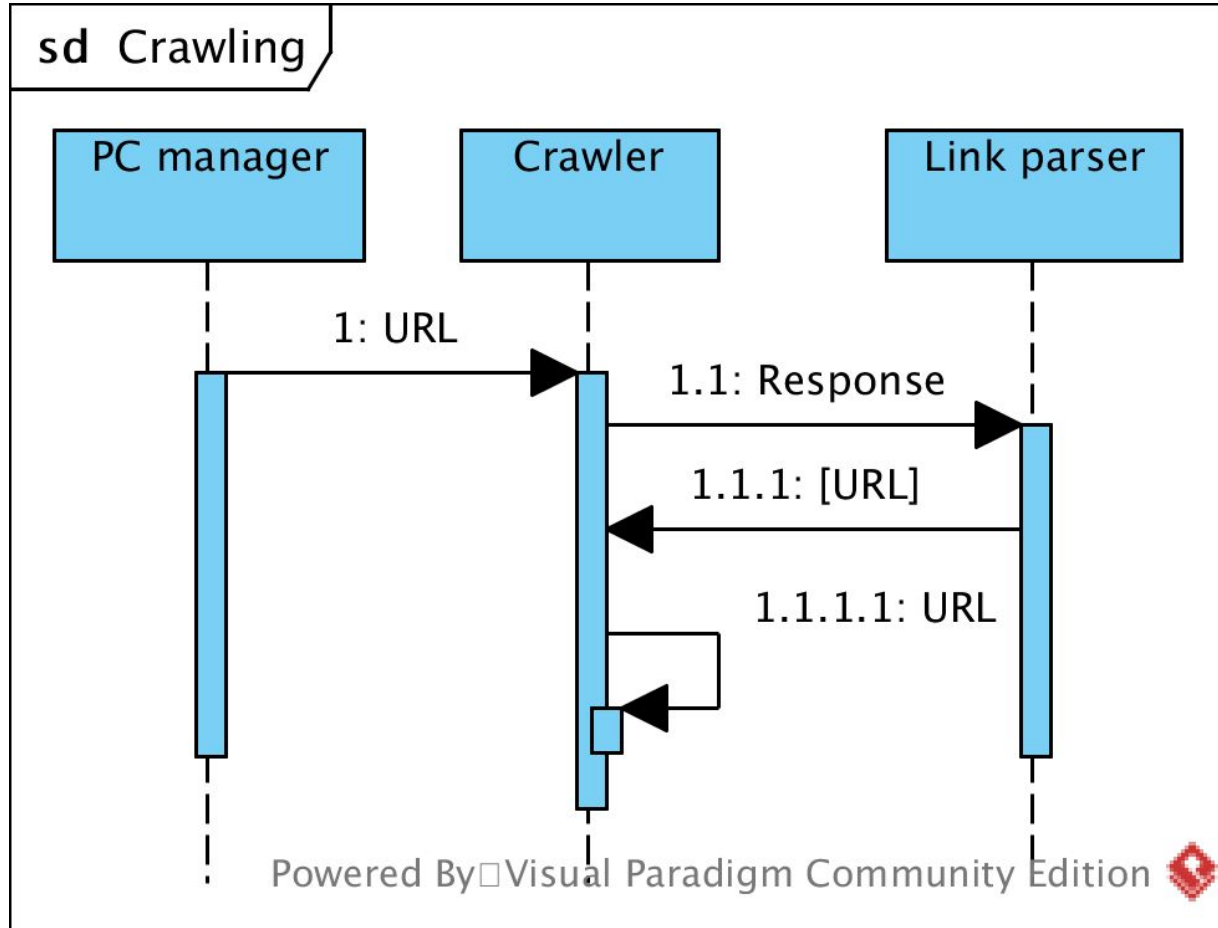 sd Crawling
PC manager
Crawler
Link parser
1: URL
1.1: Response
1.1.1: [URL]
1.1.1.1: URL
Powered By□Visual Paradigm Community Edition